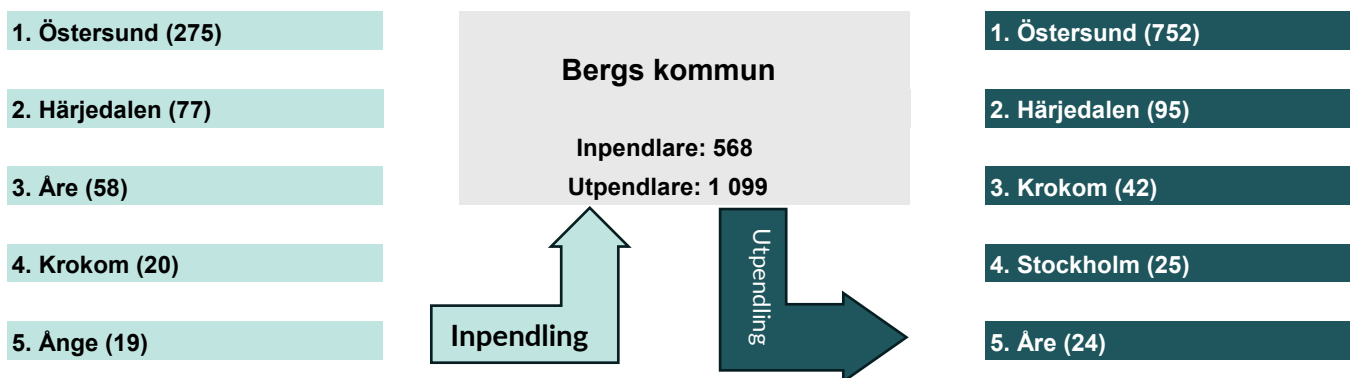 1. Östersund (275)
2. Härjedalen (77)
3. Åre (58)
4. Krokom (20)
5. Ånge (19)
Bergs kommun
Inpendlare: 568
Utpendlare: 1 099
Inpendling
Utpendling
1. Östersund (752)
2. Härjedalen (95)
3. Krokom (42)
4. Stockholm (25)
5. Åre (24)